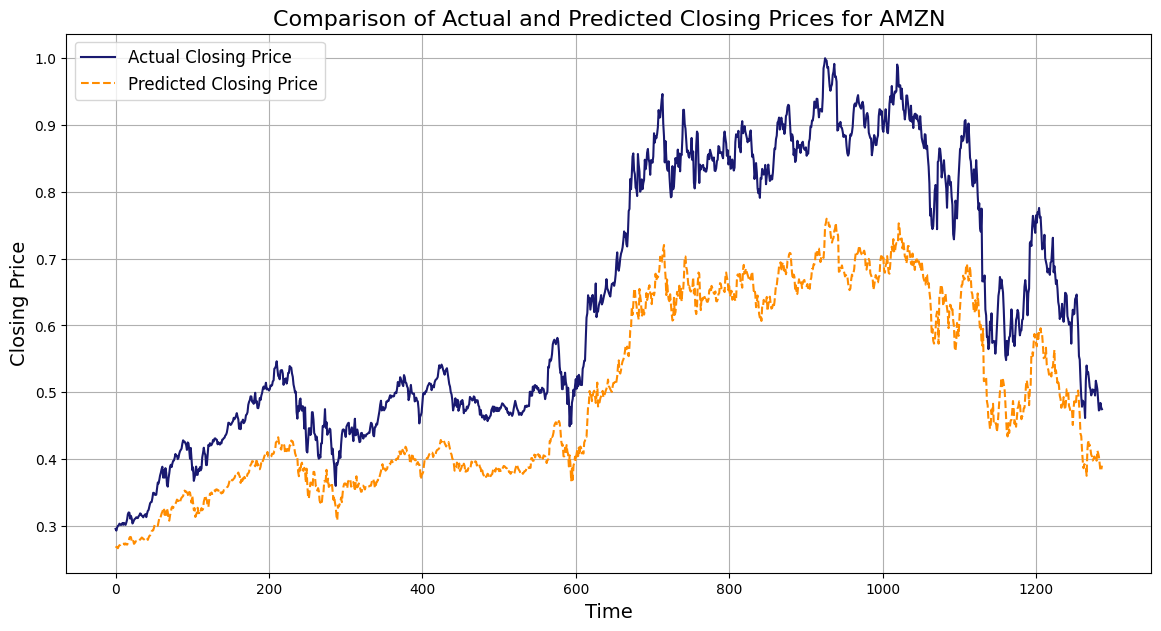 Comparison of Actual and Predicted Closing Prices for AMZN
Actual Closing Price
Predicted Closing Price
Closing Price
1.0
0.9
0.8
0.7
0.6
0.5
0.4
0.3
0 200 400 600 800 1000 1200
Time